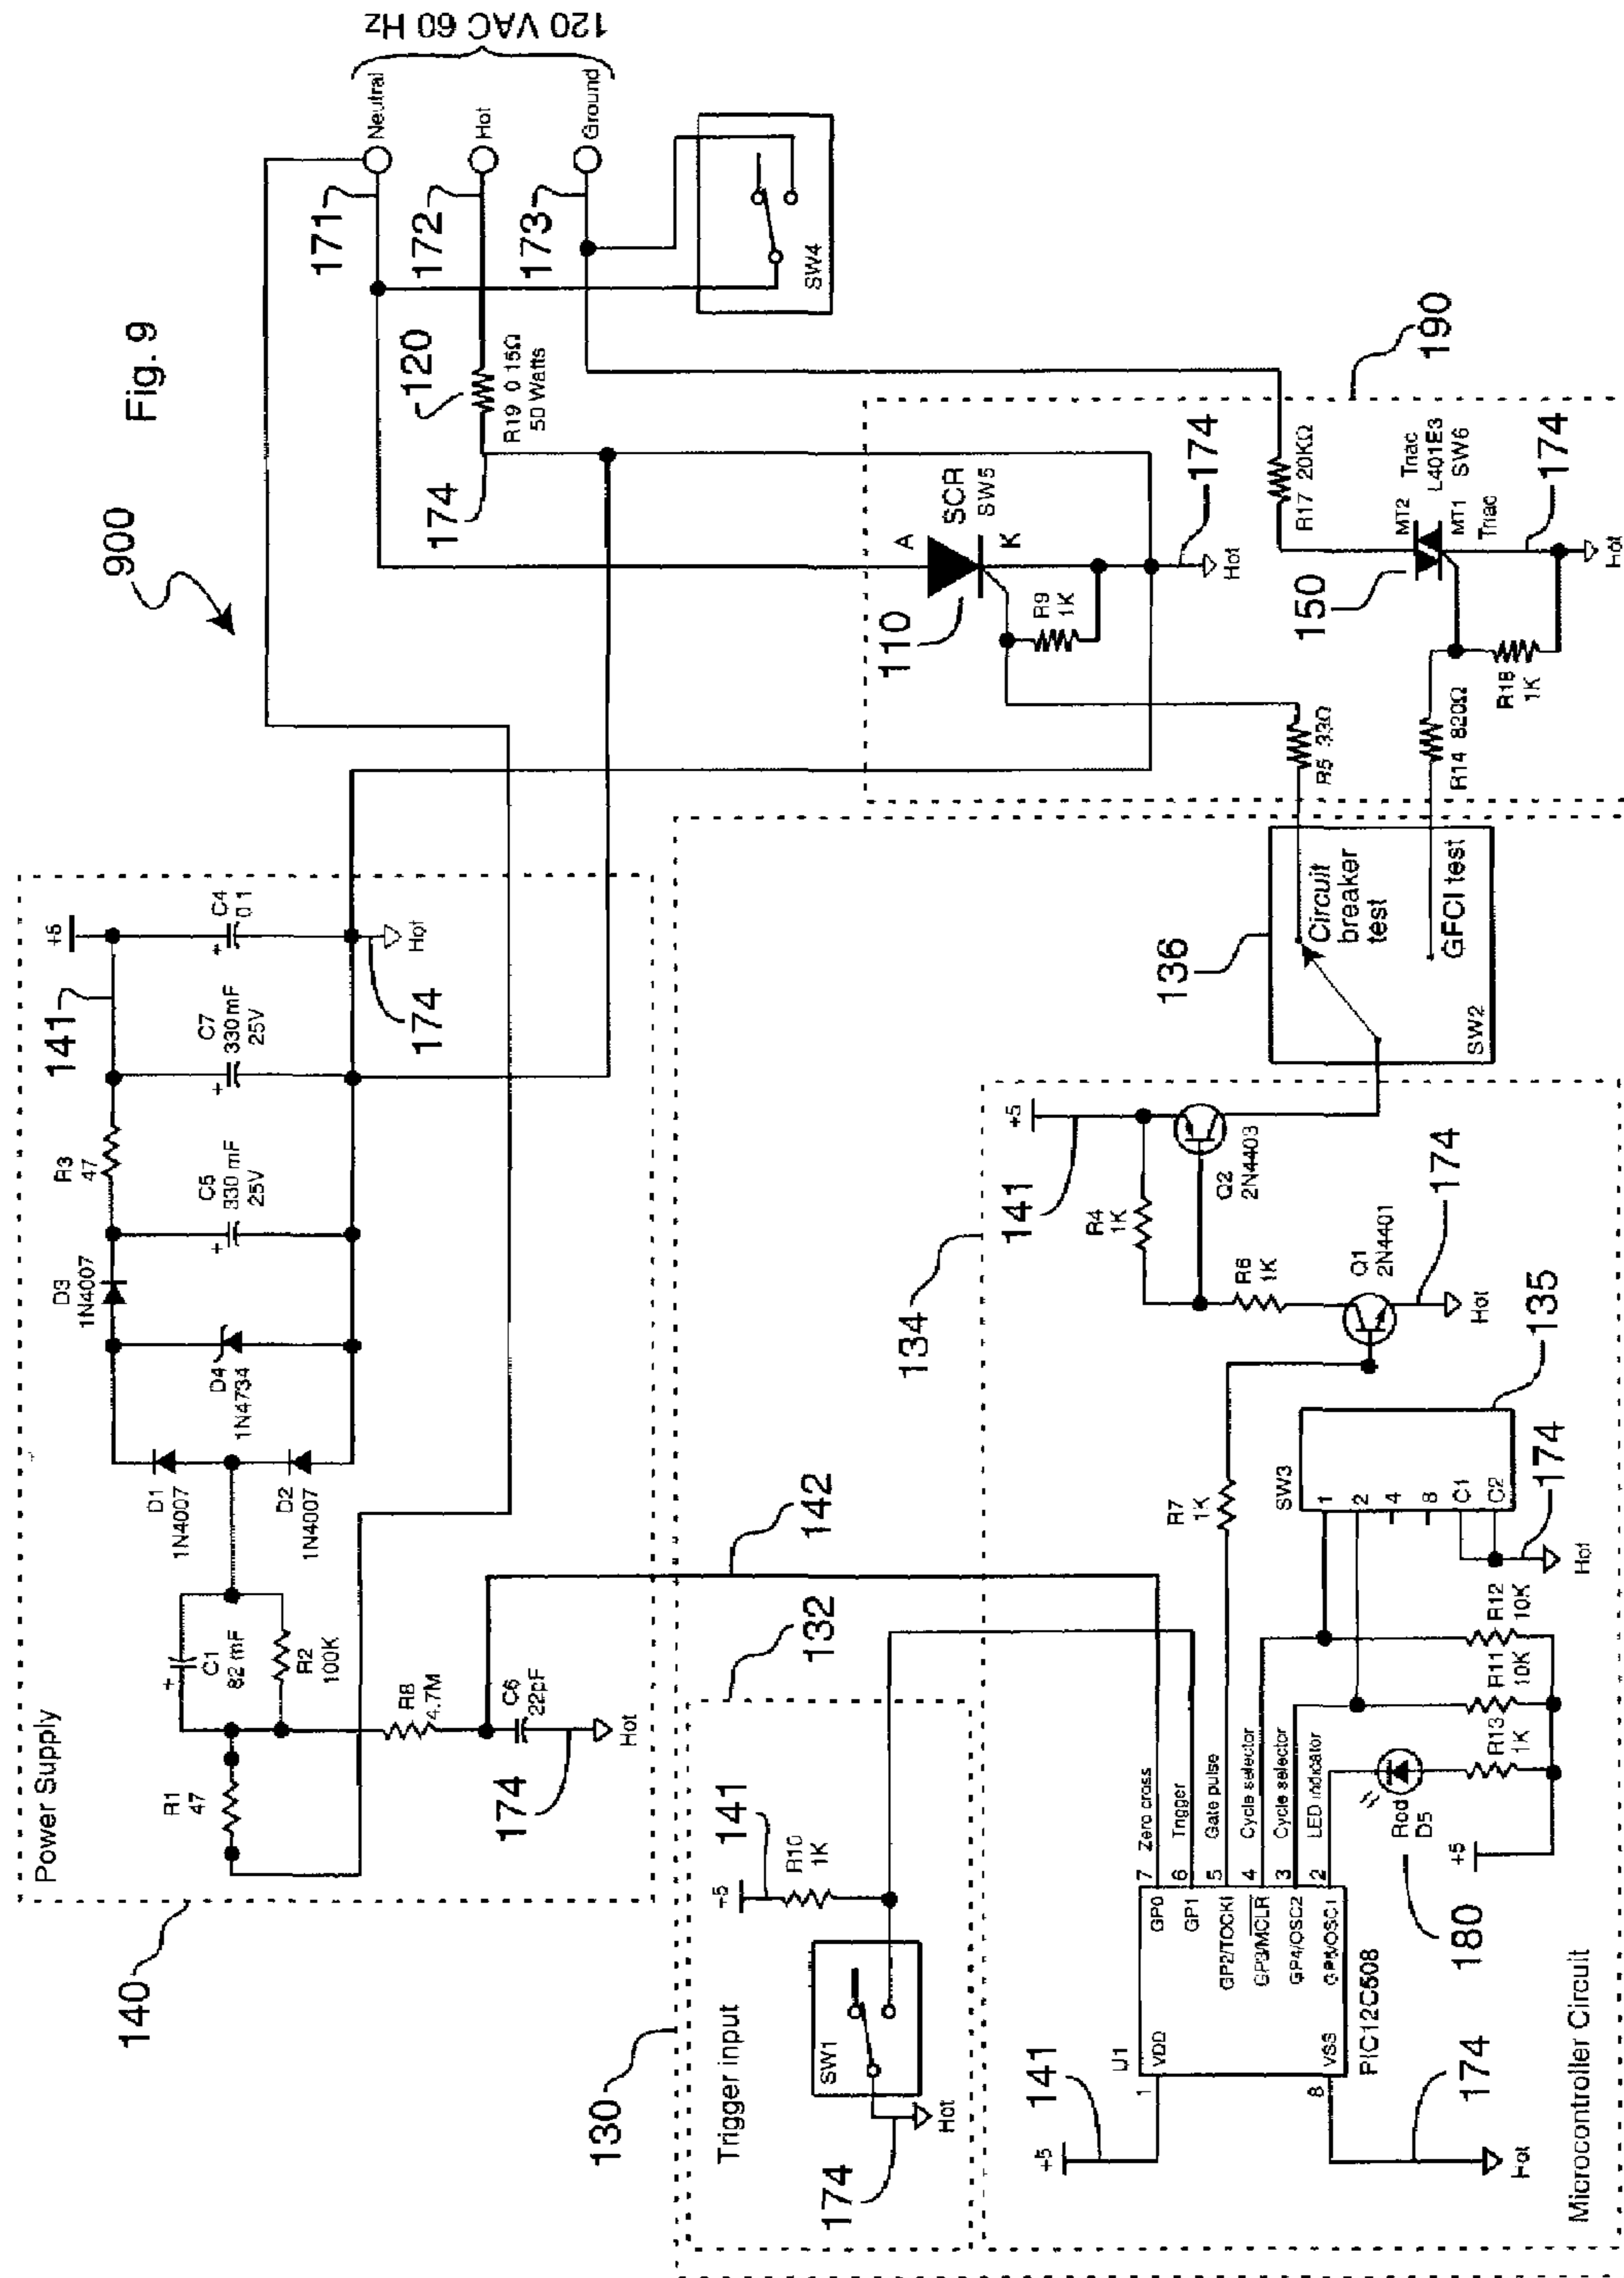 Fig. 9
900
120 VAC 60 Hz
Neutral
Hot
Ground
171
172
173
120
R19 0 15Ω
50 Watts
174
SW4
Power Supply
140
R1
47
C1
82 mF
R2
100K
R8
4.7M
C6
22pF
174
Hot
D1
1N4007
D2
1N4007
D4
1N4734
D3
1N4007
C5
330 mF
25V
R3
47
C7
330 mF
25V
141
+5
C4
0 1
174
Hot
142
130
132
Trigger input
SW1
174
Hot
+5
141
R10
1K
134
Microcontroller Circuit
+5
141
U1
1
VDD
8
VSS
PIC12C508
174
Hot
GP0
GP1
GP2/TOCKI
GP3/MCLR
GP4/OSC2
GP5/OSC1
7
6
5
4
3
2
Zero cross
Trigger
Gate pulse
Cycle selector
Cycle selector
LED indicator
180
Red
D5
+5
R13
1K
R11
10K
R12
10K
SW3
1
2
4
8
C1
C2
135
174
Hot
R7
1K
Q1
2N4401
174
Hot
R6
1K
R4
1K
Q2
2N4403
+5
141
136
SW2
Circuit
breaker
test
GFCI test
190
R5 33Ω
R14 820Ω
110
A
SCR
SW5
K
R9
1K
174
Hot
R17 20KΩ
150
MT2
Triac
L401E3
SW6
MT1
Triac
R18
1K
174
Hot